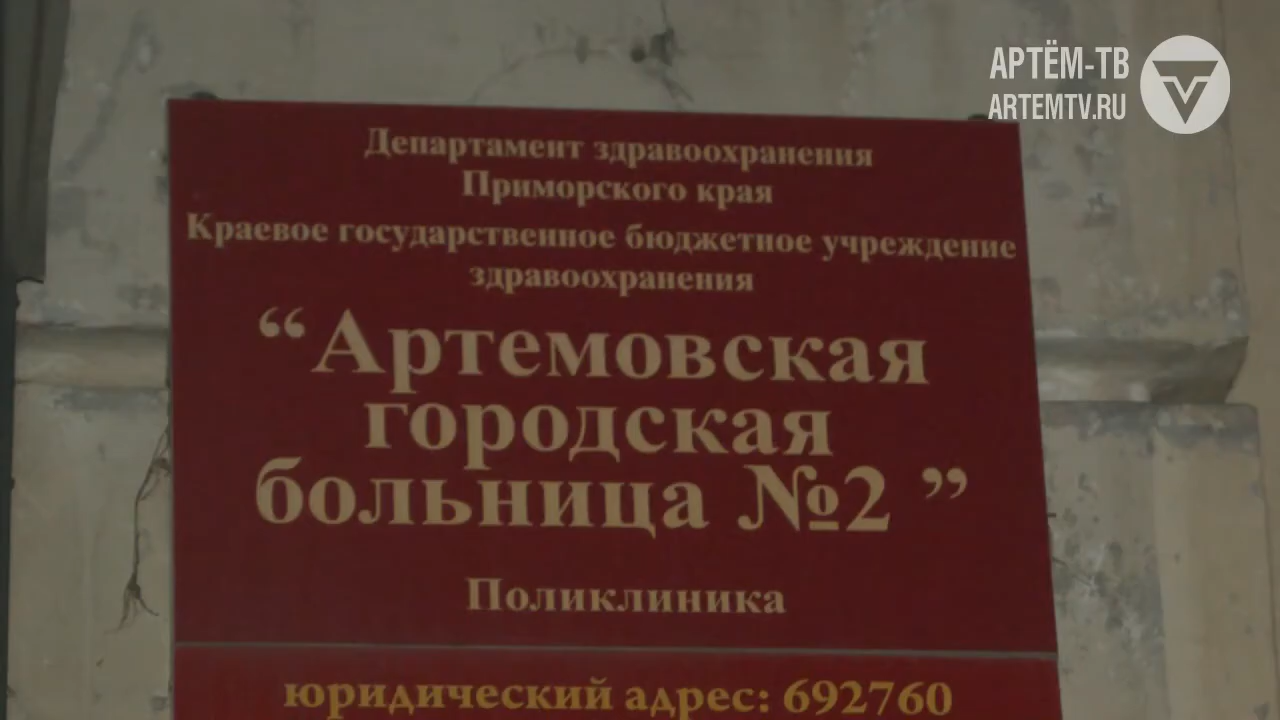 АРТЁМ-ТВ
ARTEMTV.RU
Департамент здравоохранения
Приморского края
Краевое государственное бюджетное учреждение
здравоохранения
“Артемовская
городская
больница №2 ”
Поликлиника
юридический адрес: 692760